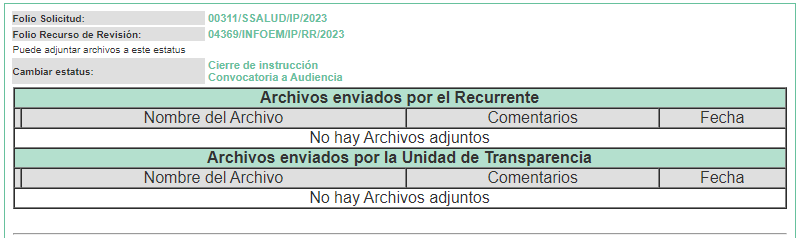 Folio Solicitud: 00311/SSALUD/IP/2023
Folio Recurso de Revisión: 04369/INFOEM/IP/RR/2023
Puede adjuntar archivos a este estatus
Cambiar estatus: Cierre de instrucción
Convocatoria a Audiencia
Archivos enviados por el Recurrente
Nombre del Archivo Comentarios Fecha
No hay Archivos adjuntos
Archivos enviados por la Unidad de Transparencia
Nombre del Archivo Comentarios Fecha
No hay Archivos adjuntos